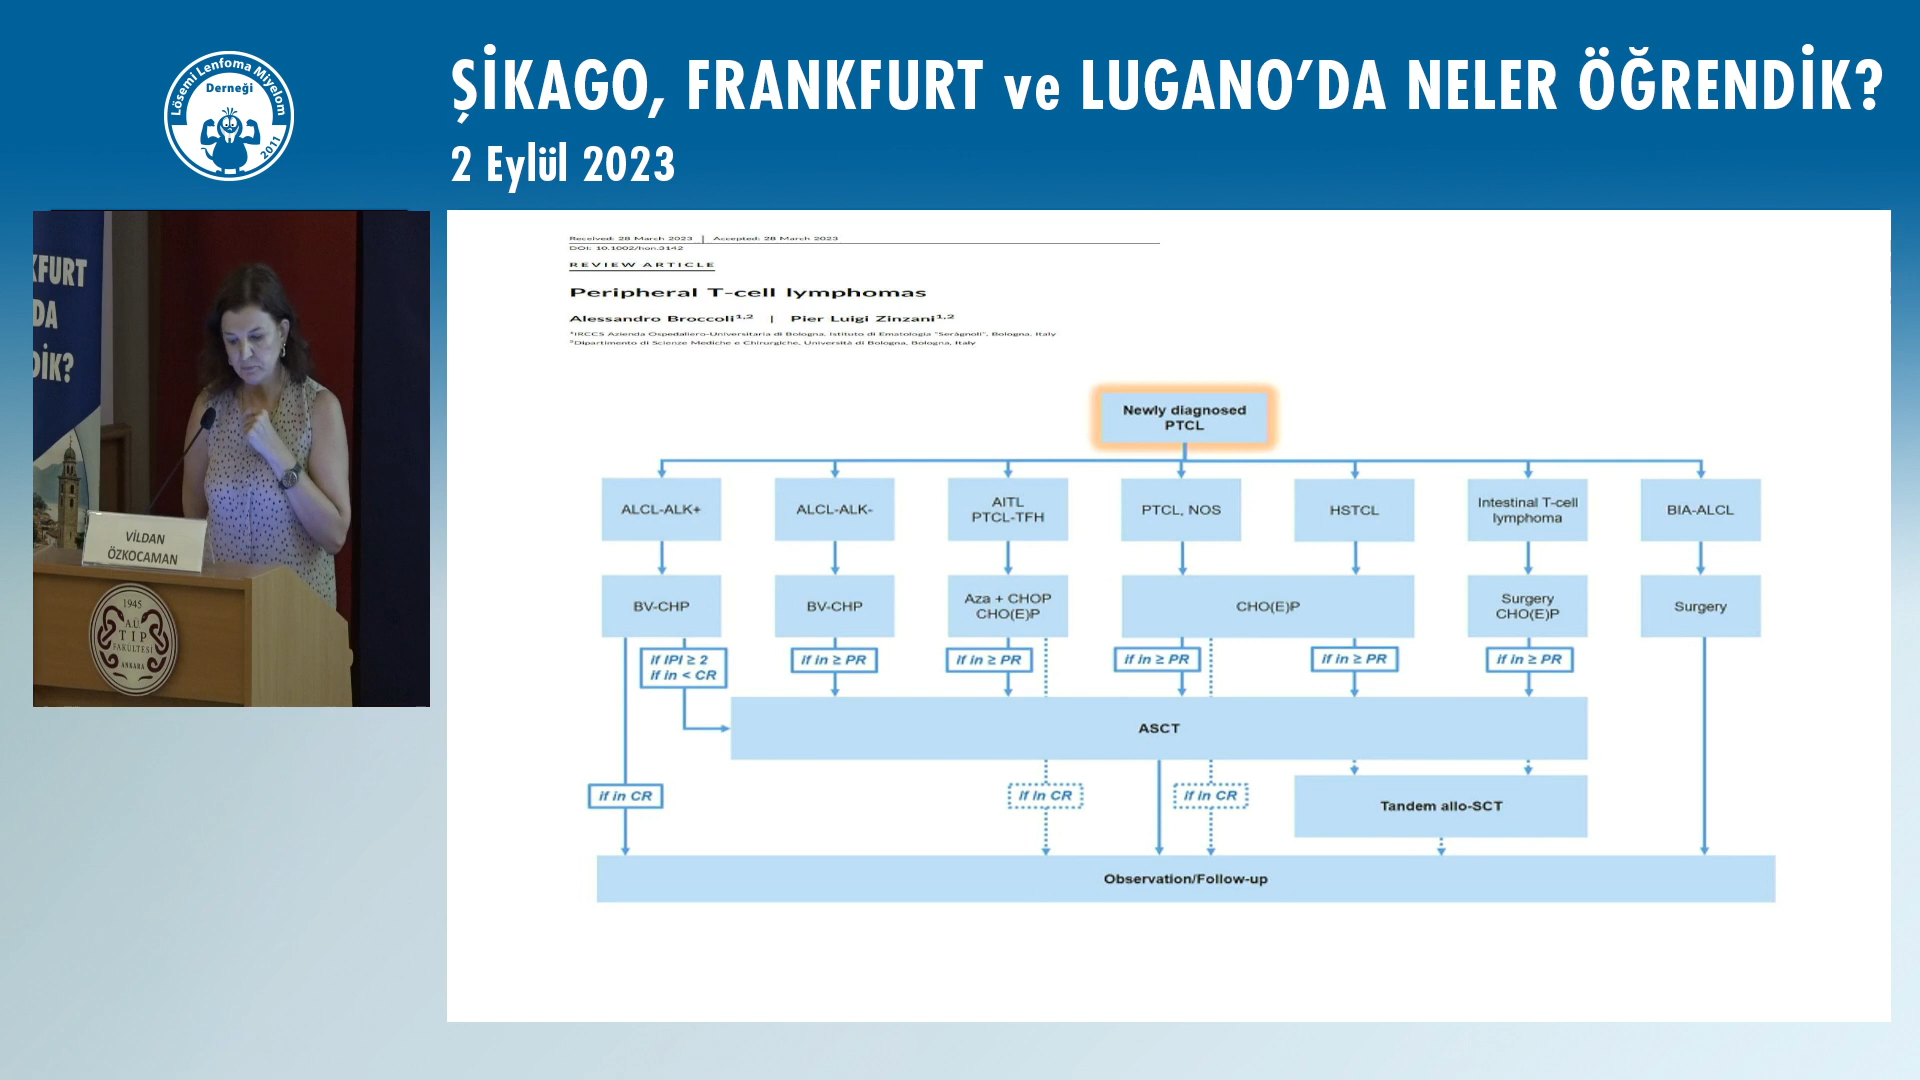 Lösemi Lenfoma Miyelom
Derneği
2011
ŞİKAGO, FRANKFURT ve LUGANO’DA NELER ÖĞRENDİK?
2 Eylül 2023
KFURT
DA
DİK?
VİLDAN
ÖZKOCAMAN
1945
A.Ü.
TIP
FAKÜLTESİ
ANKARA
Received: 28 March 2023 | Accepted: 28 March 2023
DOI: 10.1002/hon.3142
REVIEW ARTICLE
Peripheral T-cell lymphomas
Alessandro Broccoli1,2 | Pier Luigi Zinzani1,2
1IRCCS Azienda Ospedaliero-Universitaria di Bologna, Istituto di Ematologia "Seràgnoli", Bologna, Italy
2Dipartimento di Scienze Mediche e Chirurgiche, Università di Bologna, Bologna, Italy
Newly diagnosed
PTCL
ALCL-ALK+
ALCL-ALK-
AITL
PTCL-TFH
PTCL, NOS
HSTCL
Intestinal T-cell
lymphoma
BIA-ALCL
BV-CHP
BV-CHP
Aza + CHOP
CHO(E)P
CHO(E)P
Surgery
CHO(E)P
Surgery
if IPI ≥ 2
if in < CR
if in ≥ PR
if in ≥ PR
if in ≥ PR
if in ≥ PR
if in ≥ PR
ASCT
if in CR
if in CR
if in CR
Tandem allo-SCT
Observation/Follow-up